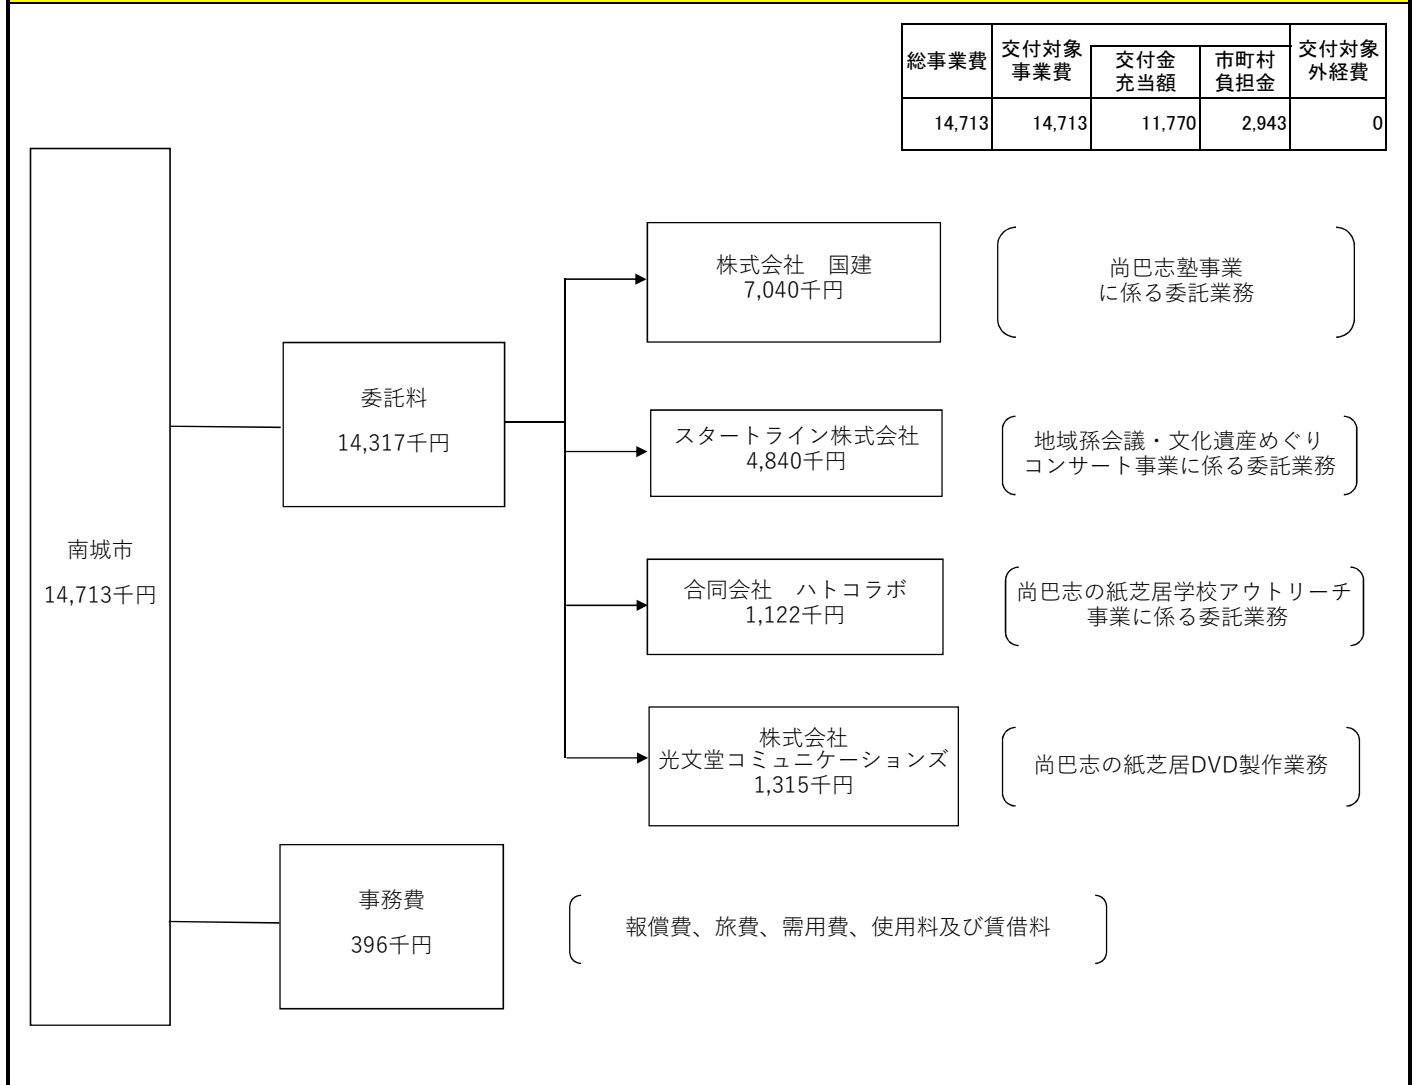 総事業費
交付対象
事業費
交付金
充当額
市町村
負担金
交付対象
外経費
14,713
14,713
11,770
2,943
0
株式会社　国建
7,040千円
尚巴志塾事業
に係る委託業務
委託料
14,317千円
スタートライン株式会社
4,840千円
地域孫会議・文化遺産めぐり
コンサート事業に係る委託業務
南城市
14,713千円
合同会社　ハトコラボ
1,122千円
尚巴志の紙芝居学校アウトリーチ
事業に係る委託業務
株式会社
光文堂コミュニケーションズ
1,315千円
尚巴志の紙芝居DVD製作業務
事務費
396千円
報償費、旅費、需用費、使用料及び賃借料